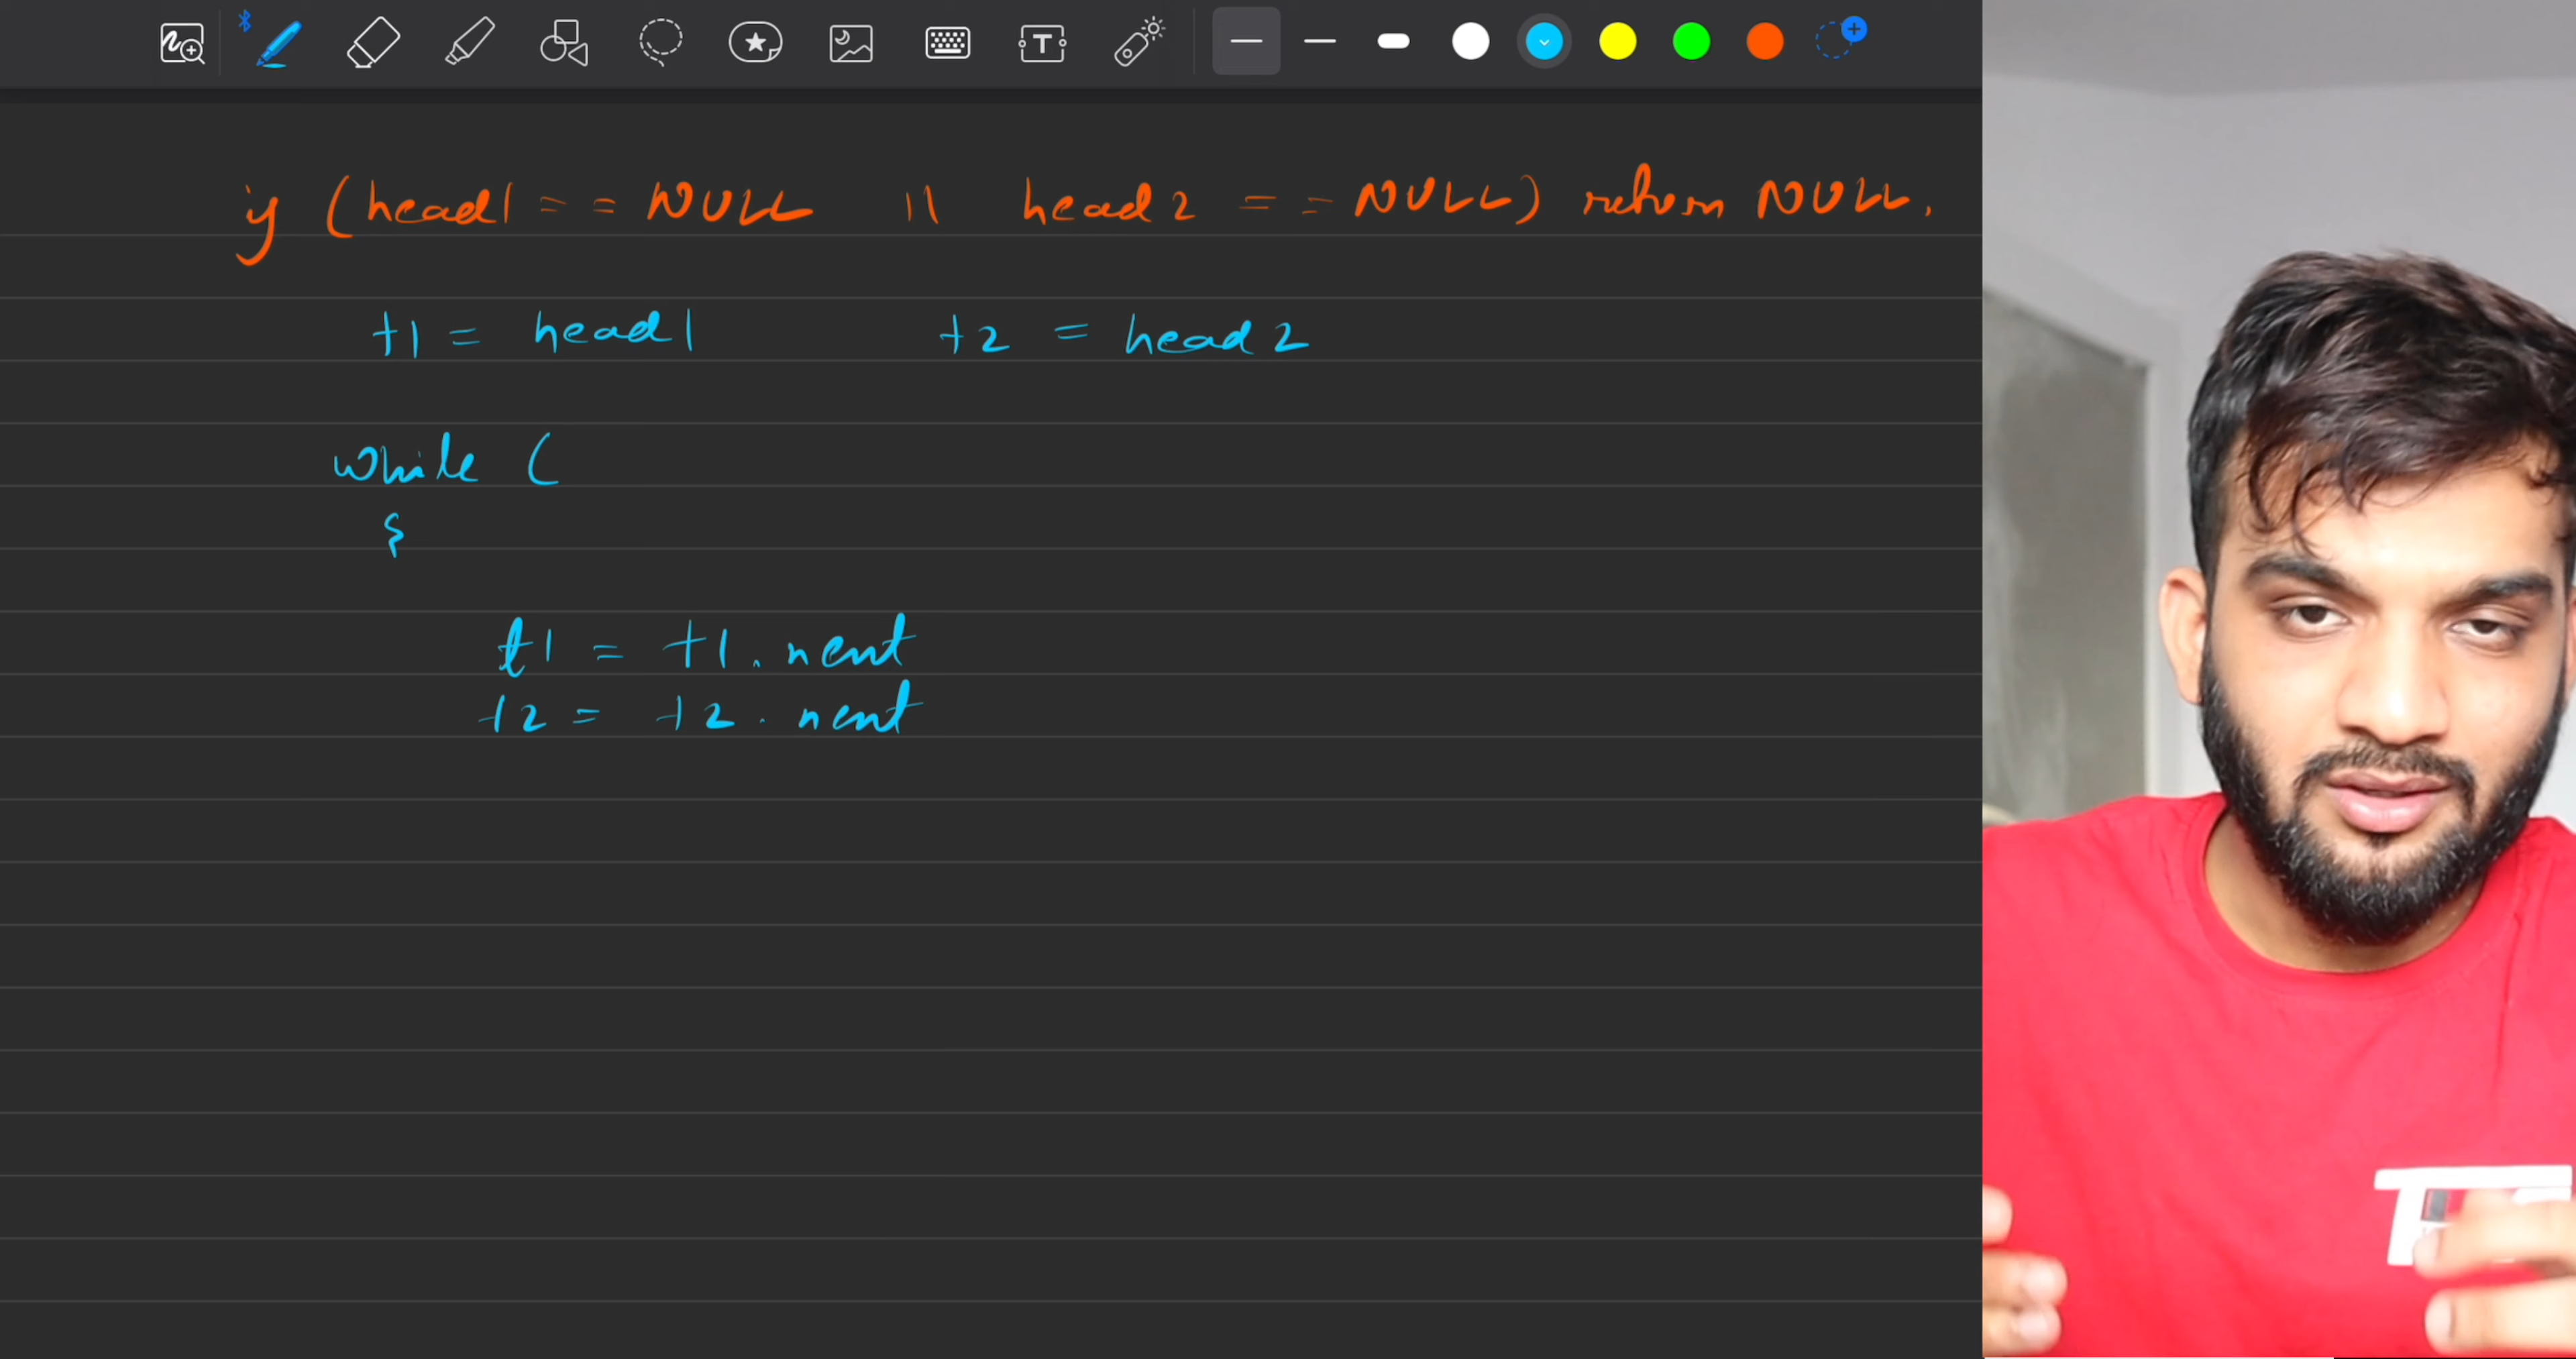 if (head1 == NULL || head2 == NULL) return NULL.
t1 = head1 t2 = head2
while (
{
t1 = t1.next
t2 = t2.next